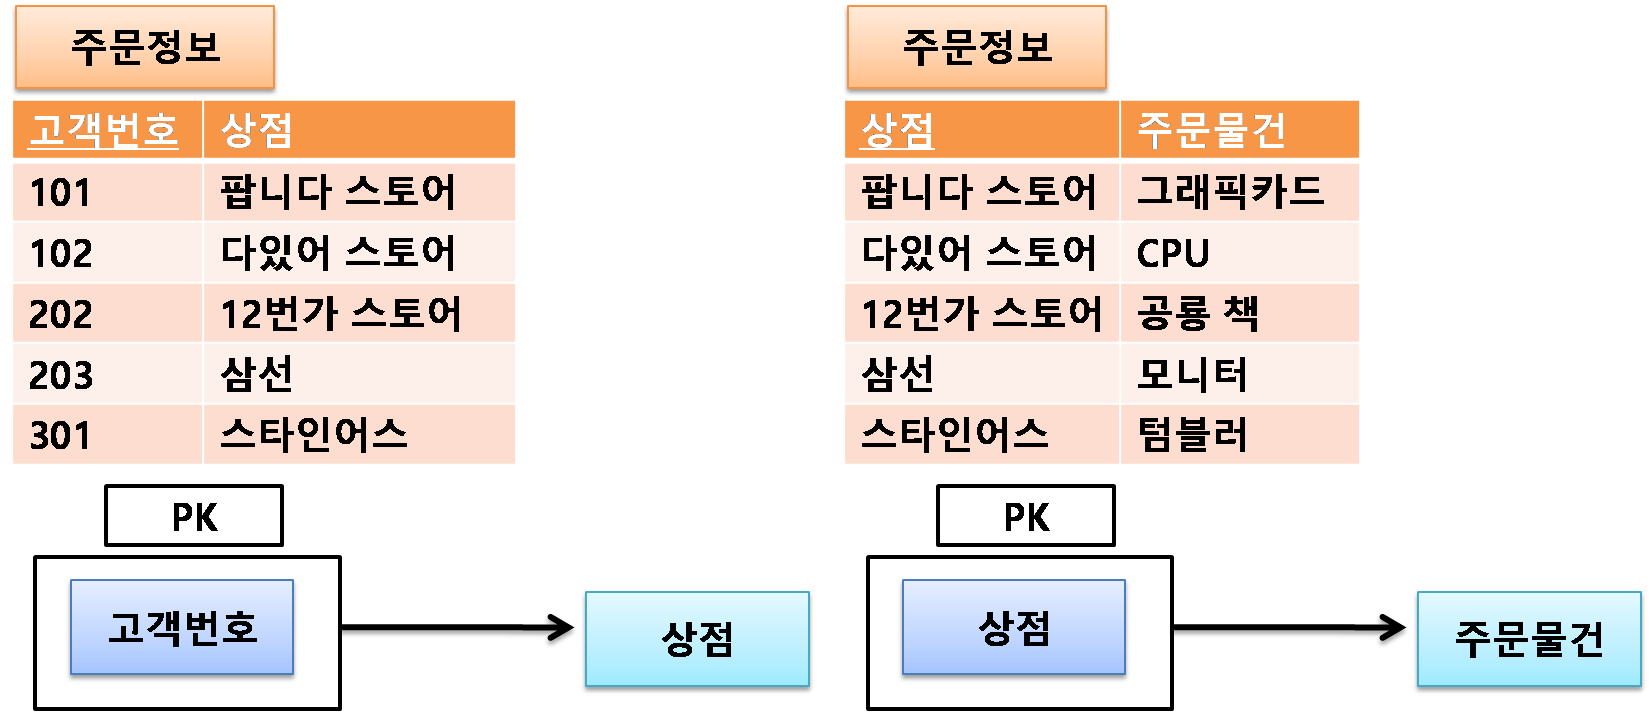 주문정보
고객번호 상점
101 팝니다 스토어
102 다있어 스토어
202 12번가 스토어
203 삼선
301 스타인어스
PK
고객번호
상점
주문정보
상점 주문물건
팝니다 스토어 그래픽카드
다있어 스토어 CPU
12번가 스토어 공룡 책
삼선 모니터
스타인어스 텀블러
PK
상점
주문물건